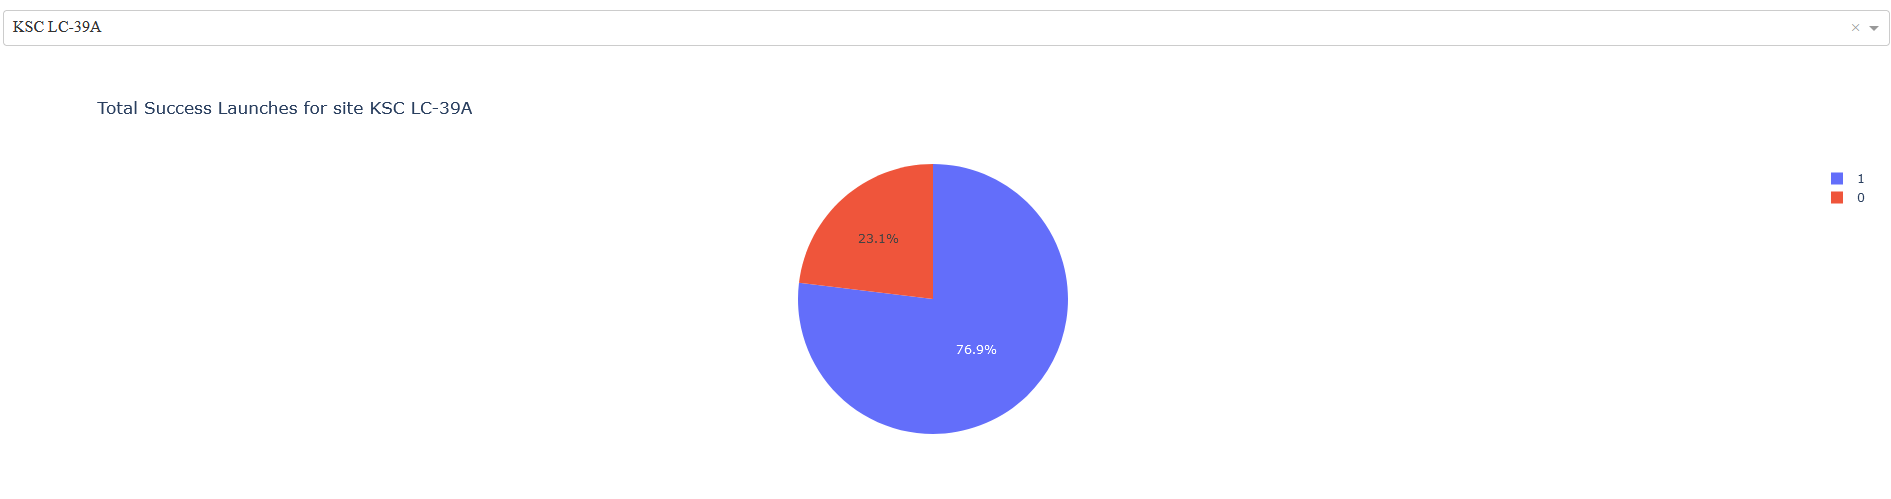 KSC LC-39A
Total Success Launches for site KSC LC-39A
1
0
23.1%
76.9%